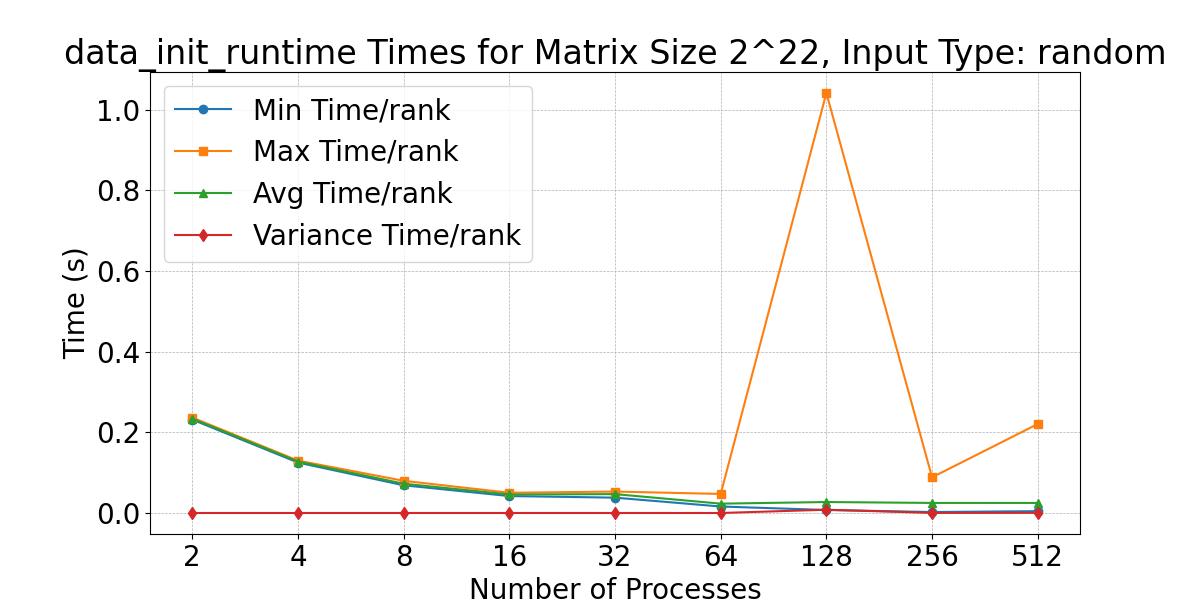 data_init_runtime Times for Matrix Size 2^22, Input Type: random
Min Time/rank
Max Time/rank
Avg Time/rank
Variance Time/rank
Time (s)
1.0
0.8
0.6
0.4
0.2
0.0
2 4 8 16 32 64 128 256 512
Number of Processes